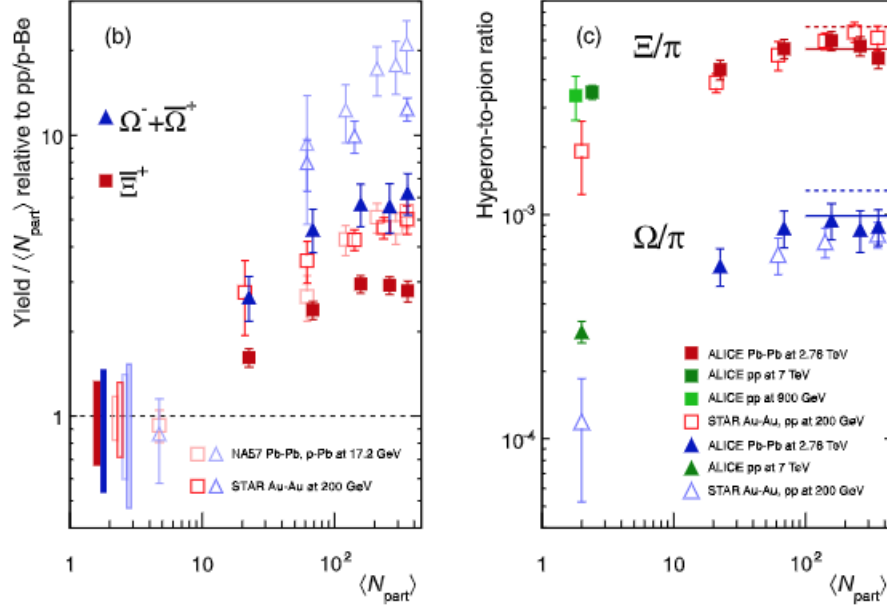 (b)
Yield / ⟨N_part⟩ relative to pp/p-Be
10
1
Ω⁻+Ω̅⁺
Ξ̅⁺
NA57 Pb-Pb, p-Pb at 17.2 GeV
STAR Au-Au at 200 GeV
1 10 10²
⟨N_part⟩
(c)
Hyperon-to-pion ratio
Ξ/π
10⁻³
Ω/π
10⁻⁴
ALICE Pb-Pb at 2.76 TeV
ALICE pp at 7 TeV
ALICE pp at 900 GeV
STAR Au-Au, pp at 200 GeV
ALICE Pb-Pb at 2.76 TeV
ALICE pp at 7 TeV
STAR Au-Au, pp at 200 GeV
1 10 10²
⟨N_part⟩